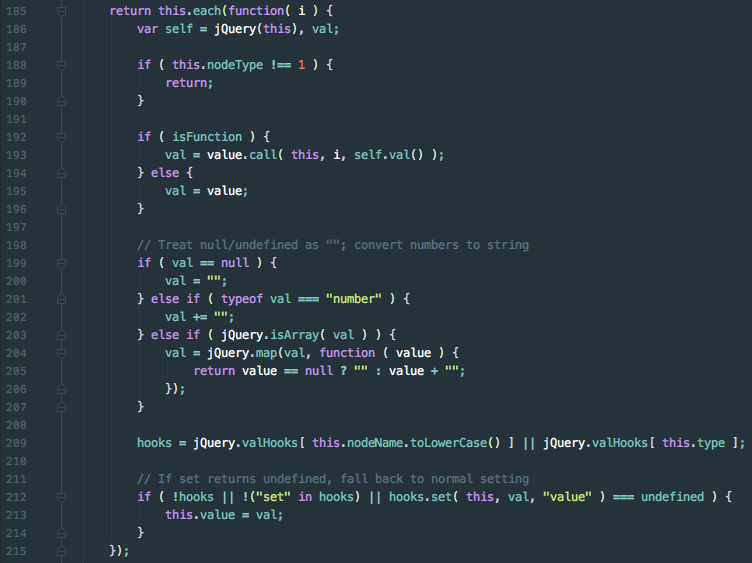 185 return this.each(function( i ) {
186 var self = jQuery(this), val;
187
188 if ( this.nodeType !== 1 ) {
189 return;
190 }
191
192 if ( isFunction ) {
193 val = value.call( this, i, self.val() );
194 } else {
195 val = value;
196 }
197
198 // Treat null/undefined as ""; convert numbers to string
199 if ( val == null ) {
200 val = "";
201 } else if ( typeof val === "number" ) {
202 val += "";
203 } else if ( jQuery.isArray( val ) ) {
204 val = jQuery.map(val, function ( value ) {
205 return value == null ? "" : value + "";
206 });
207 }
208
209 hooks = jQuery.valHooks[ this.nodeName.toLowerCase() ] || jQuery.valHooks[ this.type ];
210
211 // If set returns undefined, fall back to normal setting
212 if ( !hooks || !("set" in hooks) || hooks.set( this, val, "value" ) === undefined ) {
213 this.value = val;
214 }
215 });